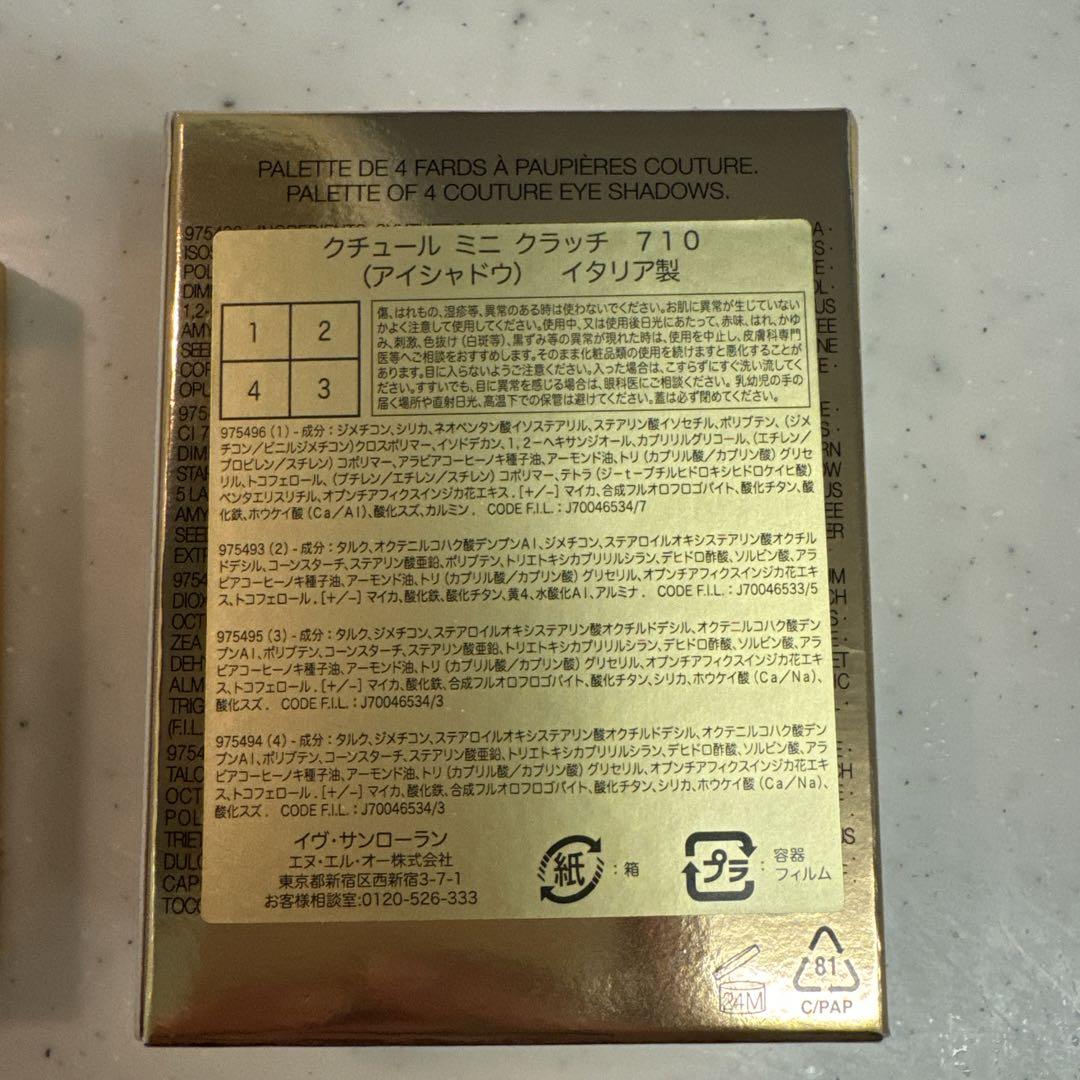 PALETTE DE 4 FARDS À PAUPIÈRES COUTURE.
PALETTE OF 4 COUTURE EYE SHADOWS.
クチュール ミニ クラッチ 710
（アイシャドウ） イタリア製
1 2
4 3
傷、はれもの、湿疹等、異常のある時は使わないでください。お肌に異常が生じていない
かよく注意して使用してください。使用中、又は使用後日光にあたって、赤味、はれ、かゆ
み、刺激、色抜け（白斑等）、黒ずみ等の異常が現れた時は、使用を中止し、皮膚科専門
医等へご相談をおすすめします。そのまま化粧品類の使用を続けますと悪化することが
あります。目に入らないようご注意ください。入った場合は、こすらずにすぐ洗い流してく
ださい。すすいでも、目に異常を感じる場合は、眼科医にご相談ください。乳幼児の手の
届く場所や直射日光、高温下での保管は避けてください。蓋は必ず閉めてください。
975496 (1) - 成分：ジメチコン、シリカ、ネオペンタン酸イソステアリル、ステアリン酸イソセチル、ポリブテン、（ジ
メチコン／ビニルジメチコン）クロスポリマー、イソドデカン、1，2－ヘキサンジオール、カプリリルグリコール、（エチレン／
プロピレン／スチレン）コポリマー、アラビアコーヒーノキ種子油、アーモンド油、トリ（カプリル酸／カプリン酸）グリセ
リル、トコフェロール、（ブチレン／エチレン／スチレン）コポリマー、テトラ（ジ－t－ブチルヒドロキシヒドロケイヒ酸）
ペンタエリスリチル、オプンチアフィクスインジカ花エキス．[＋／－] マイカ、合成フルオロフロゴパイト、酸化チタン、酸
化鉄、ホウケイ酸（Ca／Al）、酸化スズ、カルミン． CODE F.I.L.：J70046534/7
975493 (2) - 成分：タルク、オクテニルコハク酸デンプンAl、ジメチコン、ステアロイルオキシステアリン酸オクチル
ドデシル、コーンスターチ、ステアリン酸亜鉛、ポリブテン、トリエトキシカプリリルシラン、デヒドロ酢酸、ソルビン酸、アラ
ビアコーヒーノキ種子油、アーモンド油、トリ（カプリル酸／カプリン酸）グリセリル、オプンチアフィクスインジカ花エキ
ス、トコフェロール．[＋／－] マイカ、酸化鉄、酸化チタン、黄4、水酸化Al、アルミナ． CODE F.I.L.：J70046533/5
975495 (3) - 成分：タルク、ジメチコン、ステアロイルオキシステアリン酸オクチルドデシル、オクテニルコハク酸デ
ンプンAl、ポリブテン、コーンスターチ、ステアリン酸亜鉛、トリエトキシカプリリルシラン、デヒドロ酢酸、ソルビン酸、アラ
ビアコーヒーノキ種子油、アーモンド油、トリ（カプリル酸／カプリン酸）グリセリル、オプンチアフィクスインジカ花エキ
ス、トコフェロール．[＋／－] マイカ、酸化鉄、合成フルオロフロゴパイト、酸化チタン、シリカ、ホウケイ酸（Ca／Na）、
酸化スズ． CODE F.I.L.：J70046534/3
975494 (4) - 成分：タルク、ジメチコン、ステアロイルオキシステアリン酸オクチルドデシル、オクテニルコハク酸デン
プンAl、ポリブテン、コーンスターチ、ステアリン酸亜鉛、トリエトキシカプリリルシラン、デヒドロ酢酸、ソルビン酸、アラ
ビアコーヒーノキ種子油、アーモンド油、トリ（カプリル酸／カプリン酸）グリセリル、オプンチアフィクスインジカ花エキ
ス、トコフェロール．[＋／－] マイカ、酸化鉄、合成フルオロフロゴパイト、酸化チタン、シリカ、ホウケイ酸（Ca／Na）、
酸化スズ． CODE F.I.L.：J70046534/3
イヴ・サンローラン
エヌ・エル・オー株式会社
東京都新宿区西新宿3-7-1
お客様相談室:0120-526-333
紙：箱
プラ：容器
フィルム
24M
81
C/PAP